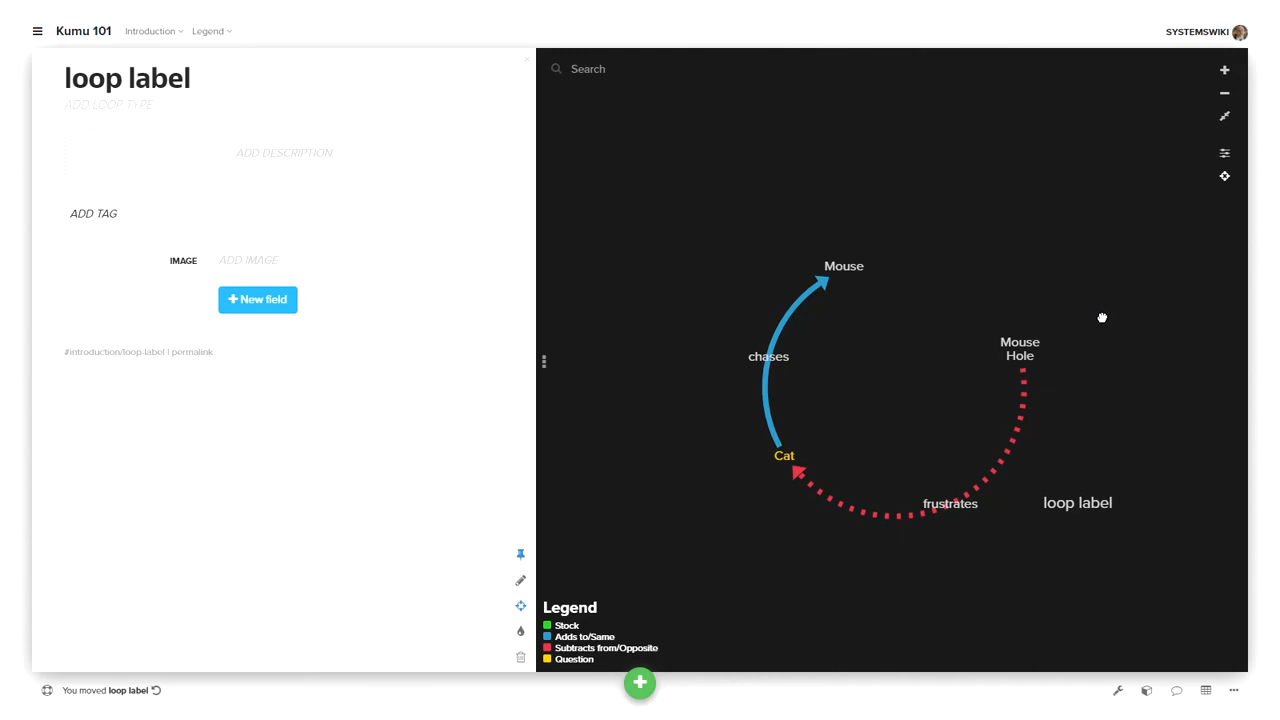 Kumu 101 Introduction Legend SYSTEMSWIKI
loop label
ADD LOOP TYPE
ADD DESCRIPTION
ADD TAG
IMAGE ADD IMAGE
+ New field
#introduction/loop-label | permalink
Search
Mouse
Mouse
Hole
chases
Cat
frustrates
loop label
Legend
Stock
Adds to/Same
Subtracts from/Opposite
Question
You moved loop label